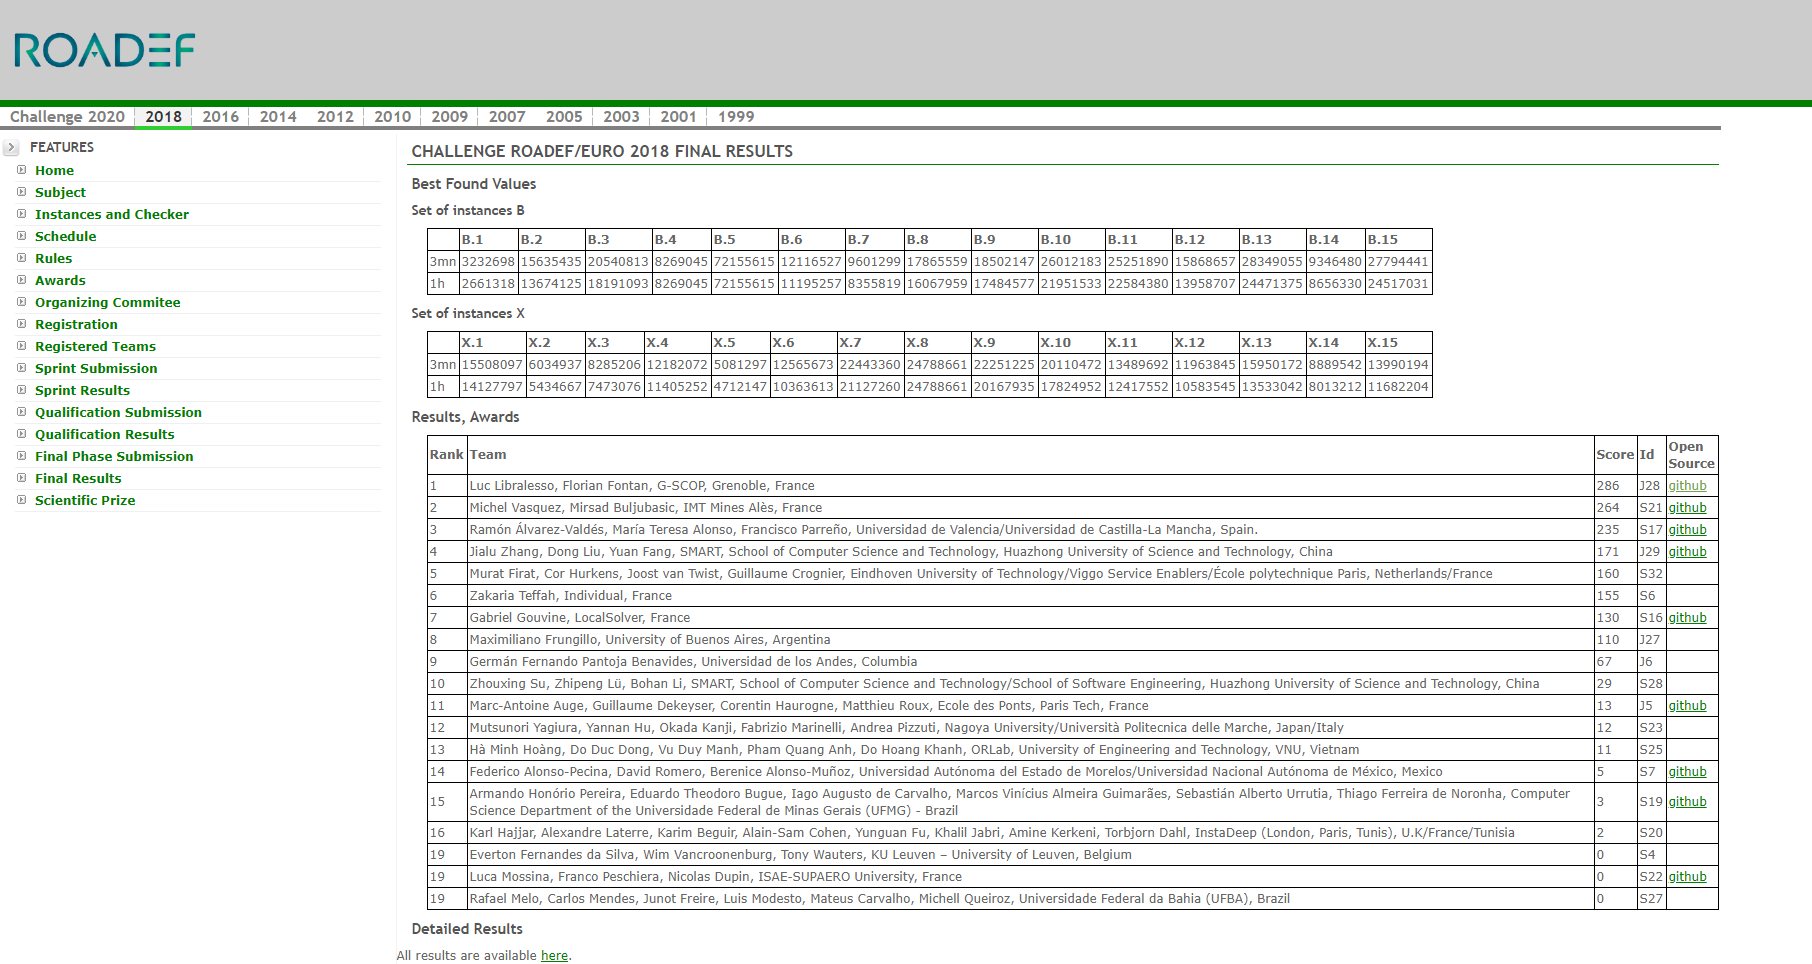 ROADEF
Challenge 2020 2018 2016 2014 2012 2010 2009 2007 2005 2003 2001 1999
FEATURES
Home
Subject
Instances and Checker
Schedule
Rules
Awards
Organizing Commitee
Registration
Registered Teams
Sprint Submission
Sprint Results
Qualification Submission
Qualification Results
Final Phase Submission
Final Results
Scientific Prize
CHALLENGE ROADEF/EURO 2018 FINAL RESULTS
Best Found Values
Set of instances B
B.1 B.2 B.3 B.4 B.5 B.6 B.7 B.8 B.9 B.10 B.11 B.12 B.13 B.14 B.15
3mn 3232698 15635435 20540813 8269045 72155615 12116527 9601299 17865559 18502147 26012183 25251890 15868657 28349055 9346480 27794441
1h 2661318 13674125 18191093 8269045 72155615 11195257 8355819 16067959 17484577 21951533 22584380 13958707 24471375 8656330 24517031
Set of instances X
X.1 X.2 X.3 X.4 X.5 X.6 X.7 X.8 X.9 X.10 X.11 X.12 X.13 X.14 X.15
3mn 15508097 6034937 8285206 12182072 5081297 12565673 22443360 24788661 22251225 20110472 13489692 11963845 15950172 8889542 13990194
1h 14127797 5434667 7473076 11405252 4712147 10363613 21127260 24788661 20167935 17824952 12417552 10583545 13533042 8013212 11682204
Results, Awards
Rank Team Score Id Open Source
1 Luc Libralesso, Florian Fontan, G-SCOP, Grenoble, France 286 J28 github
2 Michel Vasquez, Mirsad Buljubasic, IMT Mines Alès, France 264 S21 github
3 Ramón Álvarez-Valdés, María Teresa Alonso, Francisco Parreño, Universidad de Valencia/Universidad de Castilla-La Mancha, Spain. 235 S17 github
4 Jialu Zhang, Dong Liu, Yuan Fang, SMART, School of Computer Science and Technology, Huazhong University of Science and Technology, China 171 J29 github
5 Murat Firat, Cor Hurkens, Joost van Twist, Guillaume Crognier, Eindhoven University of Technology/Viggo Service Enablers/École polytechnique Paris, Netherlands/France 160 S32
6 Zakaria Teffah, Individual, France 155 S6
7 Gabriel Gouvine, LocalSolver, France 130 S16 github
8 Maximiliano Frungillo, University of Buenos Aires, Argentina 110 J27
9 Germán Fernando Pantoja Benavides, Universidad de los Andes, Columbia 67 J6
10 Zhouxing Su, Zhipeng Lü, Bohan Li, SMART, School of Computer Science and Technology/School of Software Engineering, Huazhong University of Science and Technology, China 29 S28
11 Marc-Antoine Auge, Guillaume Dekeyser, Corentin Haurogne, Matthieu Roux, Ecole des Ponts, Paris Tech, France 13 J5 github
12 Mutsunori Yagiura, Yannan Hu, Okada Kanji, Fabrizio Marinelli, Andrea Pizzuti, Nagoya University/Università Politecnica delle Marche, Japan/Italy 12 S23
13 Hà Minh Hoàng, Do Duc Dong, Vu Duy Manh, Pham Quang Anh, Do Hoang Khanh, ORLab, University of Engineering and Technology, VNU, Vietnam 11 S25
14 Federico Alonso-Pecina, David Romero, Berenice Alonso-Muñoz, Universidad Autónoma del Estado de Morelos/Universidad Nacional Autónoma de México, Mexico 5 S7 github
15 Armando Honório Pereira, Eduardo Theodoro Bugue, Iago Augusto de Carvalho, Marcos Vinícius Almeira Guimarães, Sebastián Alberto Urrutia, Thiago Ferreira de Noronha, Computer
Science Department of the Universidade Federal de Minas Gerais (UFMG) - Brazil 3 S19 github
16 Karl Hajjar, Alexandre Laterre, Karim Beguir, Alain-Sam Cohen, Yunguan Fu, Khalil Jabri, Amine Kerkeni, Torbjorn Dahl, InstaDeep (London, Paris, Tunis), U.K/France/Tunisia 2 S20
19 Everton Fernandes da Silva, Wim Vancroonenburg, Tony Wauters, KU Leuven – University of Leuven, Belgium 0 S4
19 Luca Mossina, Franco Peschiera, Nicolas Dupin, ISAE-SUPAERO University, France 0 S22 github
19 Rafael Melo, Carlos Mendes, Junot Freire, Luis Modesto, Mateus Carvalho, Michell Queiroz, Universidade Federal da Bahia (UFBA), Brazil 0 S27
Detailed Results
All results are available here.